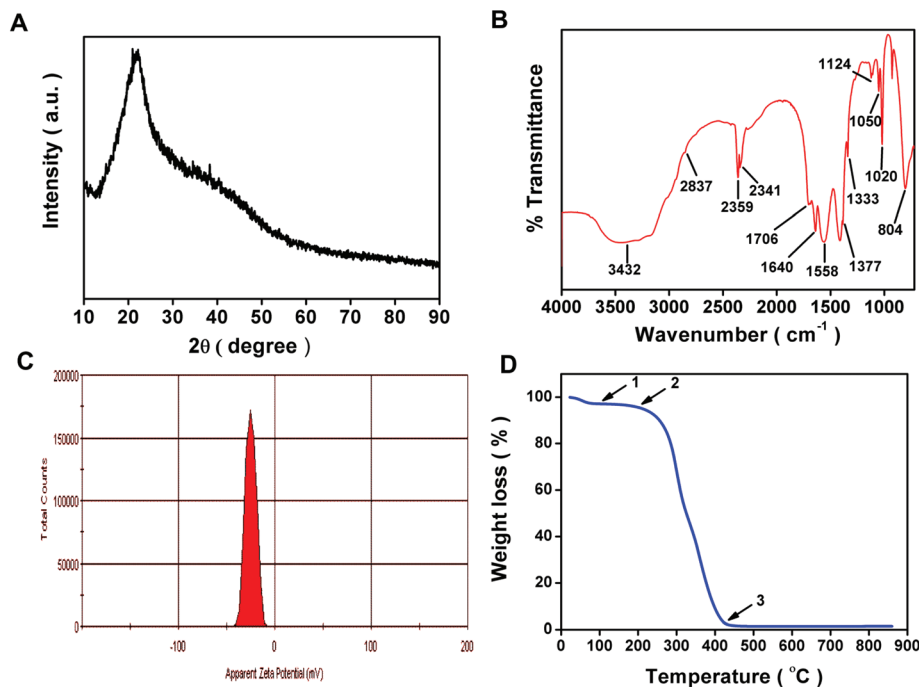 A
Intensity ( a.u. )
10 20 30 40 50 60 70 80 90
2θ ( degree )
B
% Transmittance
3432
2837
2359
2341
1706
1640
1558
1377
1333
1124
1050
1020
804
4000 3000 2000 1000
Wavenumber ( cm⁻¹ )
C
Total Counts
200000
150000
100000
50000
0
-100 0 100 200
Apparent Zeta Potential (mV)
D
Weight loss ( % )
100
80
60
40
20
0
1
2
3
0 100 200 300 400 500 600 700 800 900
Temperature ( °C )